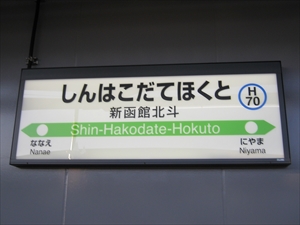 しんはこだてほくと
H
70
新函館北斗
Shin-Hakodate-Hokuto
ななえ
Nanae
にやま
Niyama